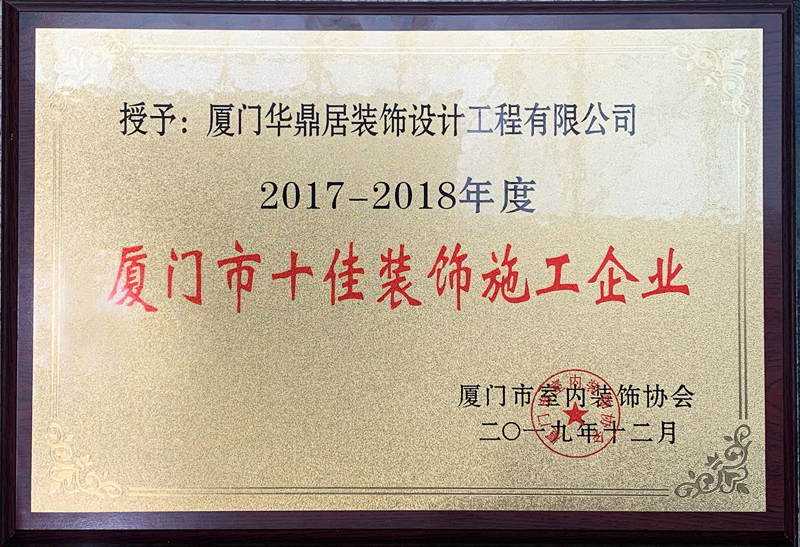 授予：厦门华鼎居装饰设计工程有限公司
2017-2018年度
厦门市十佳装饰施工企业
厦门市室内装饰协会
二〇一九年十二月